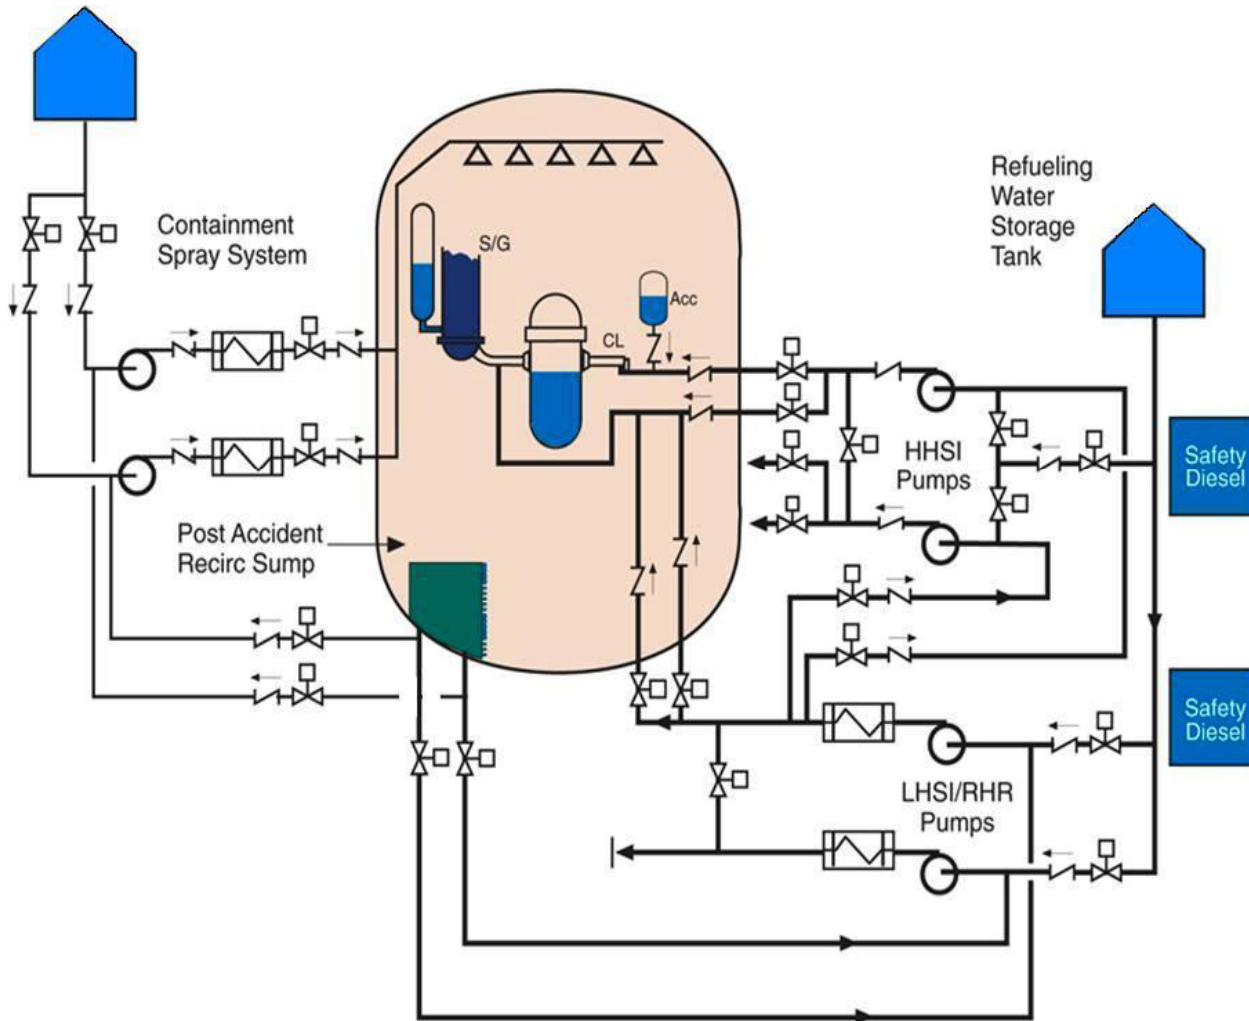 Containment
Spray System
S/G
Acc
CL
Refueling
Water
Storage
Tank
HHSI
Pumps
Safety
Diesel
Post Accident
Recirc Sump
Safety
Diesel
LHSI/RHR
Pumps